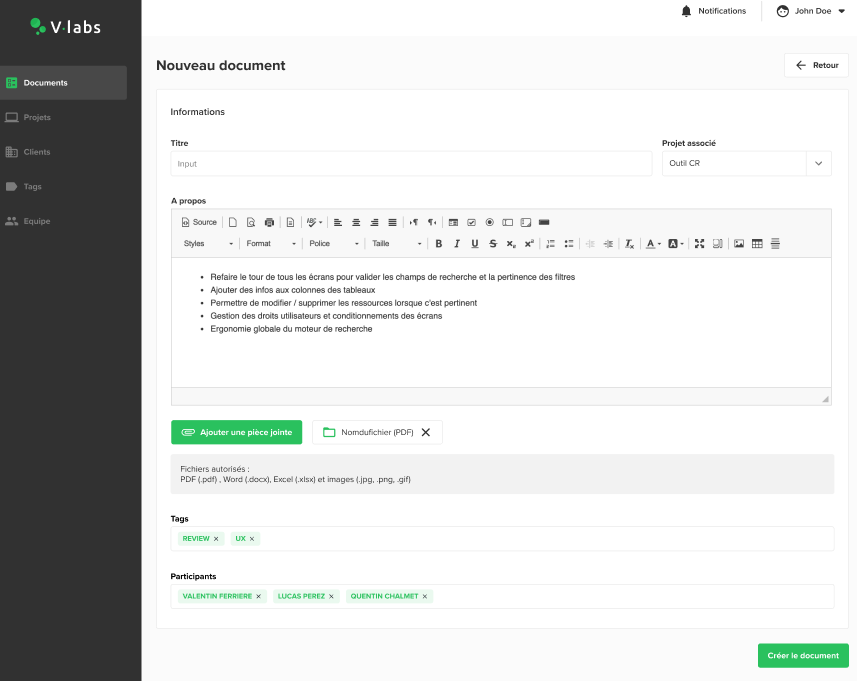 V·labs
Notifications
John Doe
Documents
Projets
Clients
Tags
Equipe
Nouveau document
Retour
Informations
Titre
Input
Projet associé
Outil CR
A propos
Source
ABC
Styles Format Police Taille B I U S x₂ x² Tx A A
Refaire le tour de tous les écrans pour valider les champs de recherche et la pertinence des filtres
Ajouter des infos aux colonnes des tableaux
Permettre de modifier / supprimer les ressources lorsque c'est pertinent
Gestion des droits utilisateurs et conditionnements des écrans
Ergonomie globale du moteur de recherche
Ajouter une pièce jointe
Nomdufichier (PDF)
Fichiers autorisés :
PDF (.pdf) , Word (.docx), Excel (.xlsx) et images (.jpg, .png, .gif)
Tags
REVIEW × UX ×
Participants
VALENTIN FERRIERE × LUCAS PEREZ × QUENTIN CHALMET ×
Créer le document